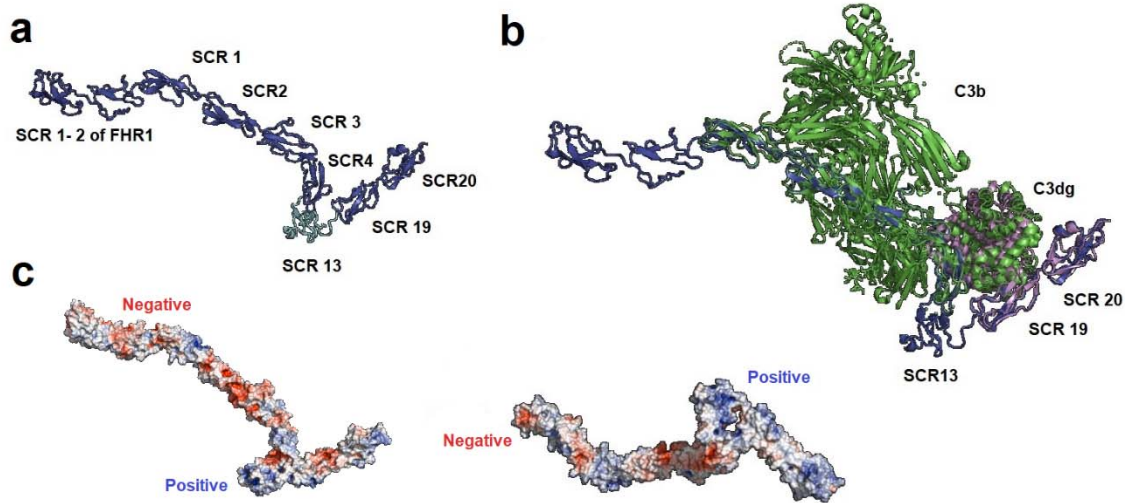 a
SCR 1
SCR2
SCR 3
SCR4
SCR20
SCR 1- 2 of FHR1
SCR 19
SCR 13
b
C3b
C3dg
SCR 20
SCR 19
SCR13
c
Negative
Positive
Positive
Negative